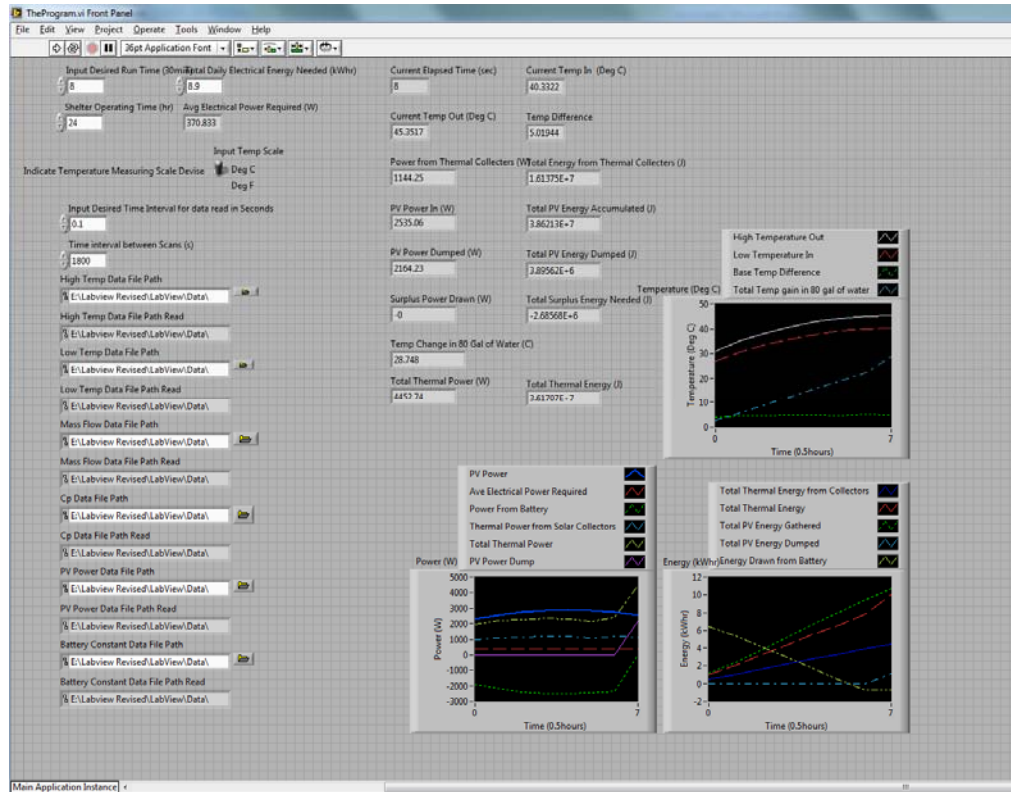 TheProgram.vi Front Panel
File Edit View Project Operate Tools Window Help
36pt Application Font
Input Desired Run Time (30min)
8
Total Daily Electrical Energy Needed (kWhr)
8.9
Shelter Operating Time (hr)
24
Avg Electrical Power Required (W)
370.833
Input Temp Scale
Indicate Temperature Measuring Scale Devise
Deg C
Deg F
Input Desired Time Interval for data read in Seconds
0.1
Time interval between Scans (s)
1800
High Temp Data File Path
E:\Labview Revised\LabView\Data\
High Temp Data File Path Read
E:\Labview Revised\LabView\Data\
Low Temp Data File Path
E:\Labview Revised\LabView\Data\
Low Temp Data File Path Read
E:\Labview Revised\LabView\Data\
Mass Flow Data File Path
E:\Labview Revised\LabView\Data\
Mass Flow Data File Path Read
E:\Labview Revised\LabView\Data\
Cp Data File Path
E:\Labview Revised\LabView\Data\
Cp Data File Path Read
E:\Labview Revised\LabView\Data\
PV Power Data File Path
E:\Labview Revised\LabView\Data\
PV Power Data File Path Read
E:\Labview Revised\LabView\Data\
Battery Constant Data File Path
E:\Labview Revised\LabView\Data\
Battery Constant Data File Path Read
E:\Labview Revised\LabView\Data\
Current Elapsed Time (sec)
8
Current Temp In (Deg C)
40.3322
Current Temp Out (Deg C)
45.3517
Temp Difference
5.01944
Power from Thermal Collecters (W)
1144.25
Total Energy from Thermal Collecters (J)
1.61375E+7
PV Power In (W)
2535.06
Total PV Energy Accumulated (J)
3.86213E+7
PV Power Dumped (W)
2164.23
Total PV Energy Dumped (J)
3.89562E+6
Surplus Power Drawn (W)
-0
Total Surplus Energy Needed (J)
-2.68568E+6
Temp Change in 80 Gal of Water (C)
28.748
Total Thermal Power (W)
4452.74
Total Thermal Energy (J)
3.61707E+7
High Temperature Out
Low Temperature In
Base Temp Difference
Total Temp gain in 80 gal of water
Temperature (Deg C)
Temperature (Deg C)
50
40
30
20
10
0
0
7
Time (0.5hours)
PV Power
Ave Electrical Power Required
Power From Battery
Thermal Power from Solar Collectors
Total Thermal Power
PV Power Dump
Power (W)
Power (W)
5000
4000
3000
2000
1000
0
-1000
-2000
-3000
0
7
Time (0.5hours)
Total Thermal Energy from Collectors
Total Thermal Energy
Total PV Energy Gathered
Total PV Energy Dumped
Energy Drawn from Battery
Energy (kWhr)
Energy (kWhr)
12
10
8
6
4
2
0
-2
0
7
Time (0.5hours)
Main Application Instance